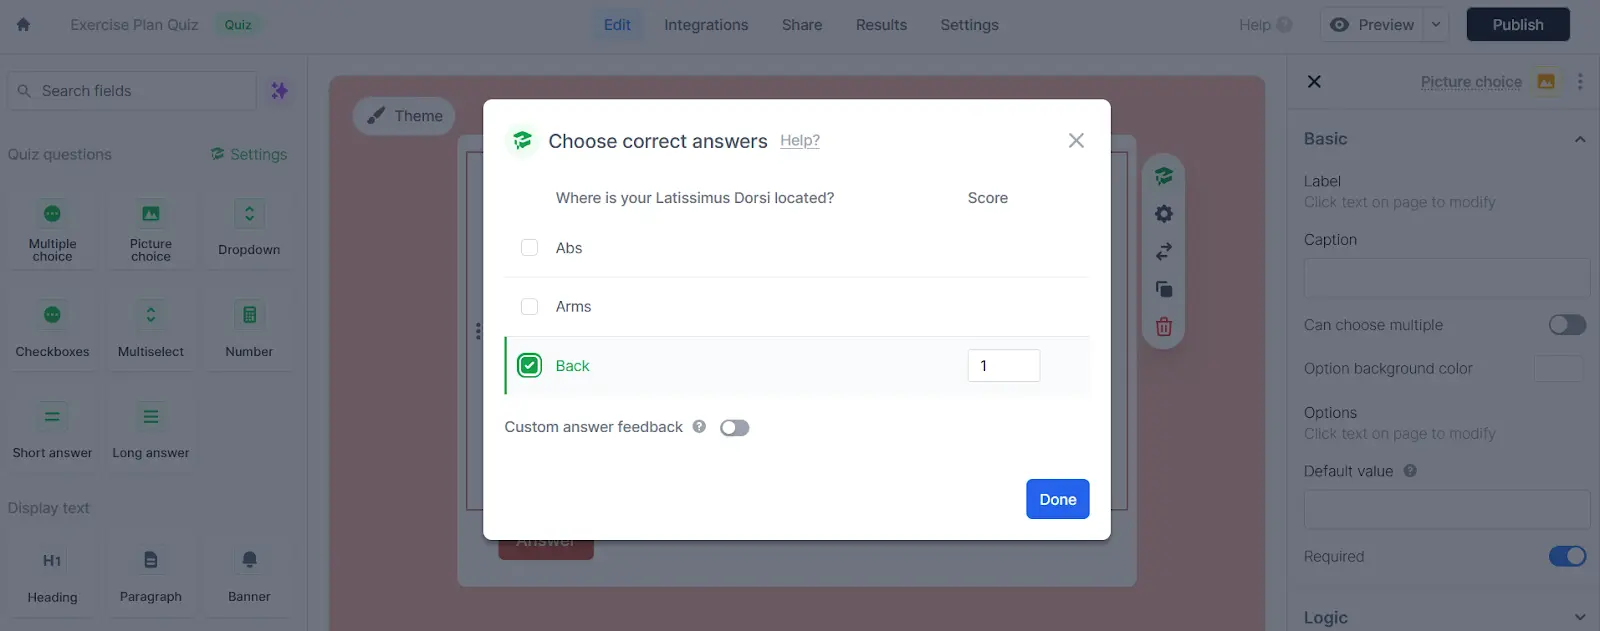 Exercise Plan Quiz Quiz Edit Integrations Share Results Settings Help ? Preview Publish
Search fields
Quiz questions Settings
Multiple choice
Picture choice
Dropdown
Checkboxes
Multiselect
Number
Short answer
Long answer
Display text
H1
Heading
Paragraph
Banner
Theme
Choose correct answers Help?
Where is your Latissimus Dorsi located? Score
Abs
Arms
Back 1
Custom answer feedback ?
Done
Answer
Picture choice
Basic
Label
Click text on page to modify
Caption
Can choose multiple
Option background color
Options
Click text on page to modify
Default value ?
Required
Logic